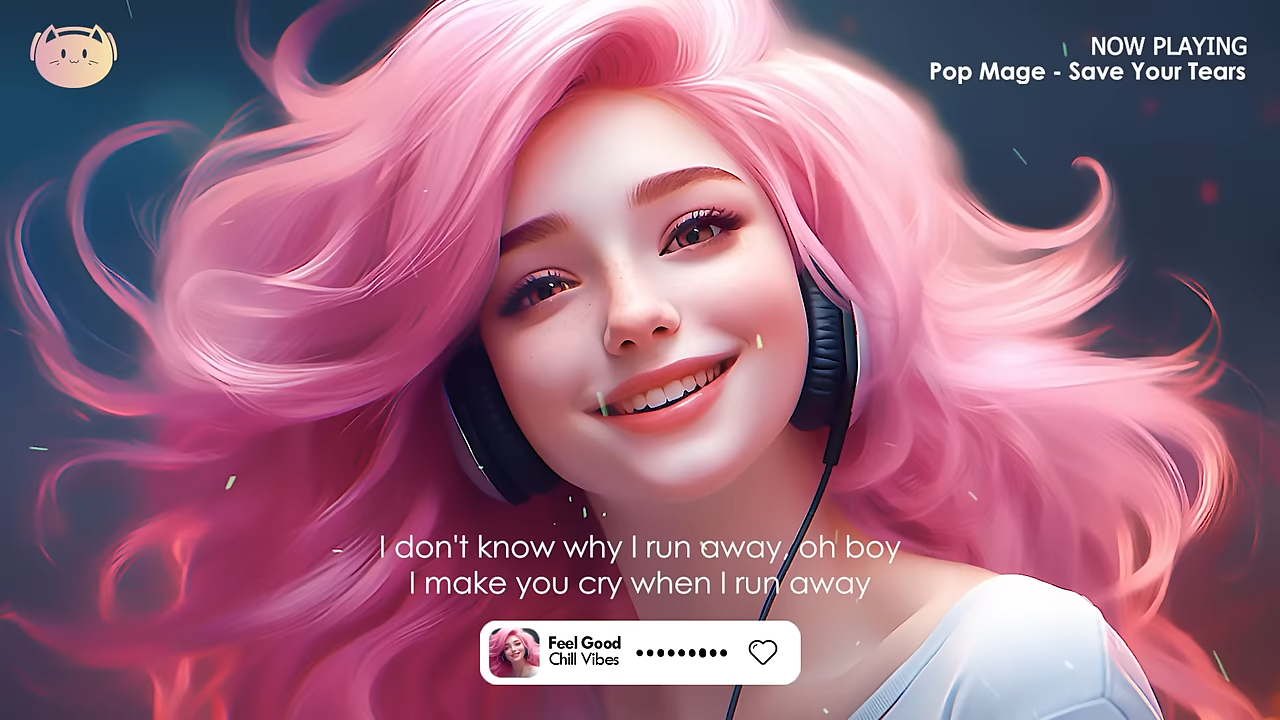 NOW PLAYING
Pop Mage - Save Your Tears
I don't know why I run away, oh boy
I make you cry when I run away
Feel Good
Chill Vibes